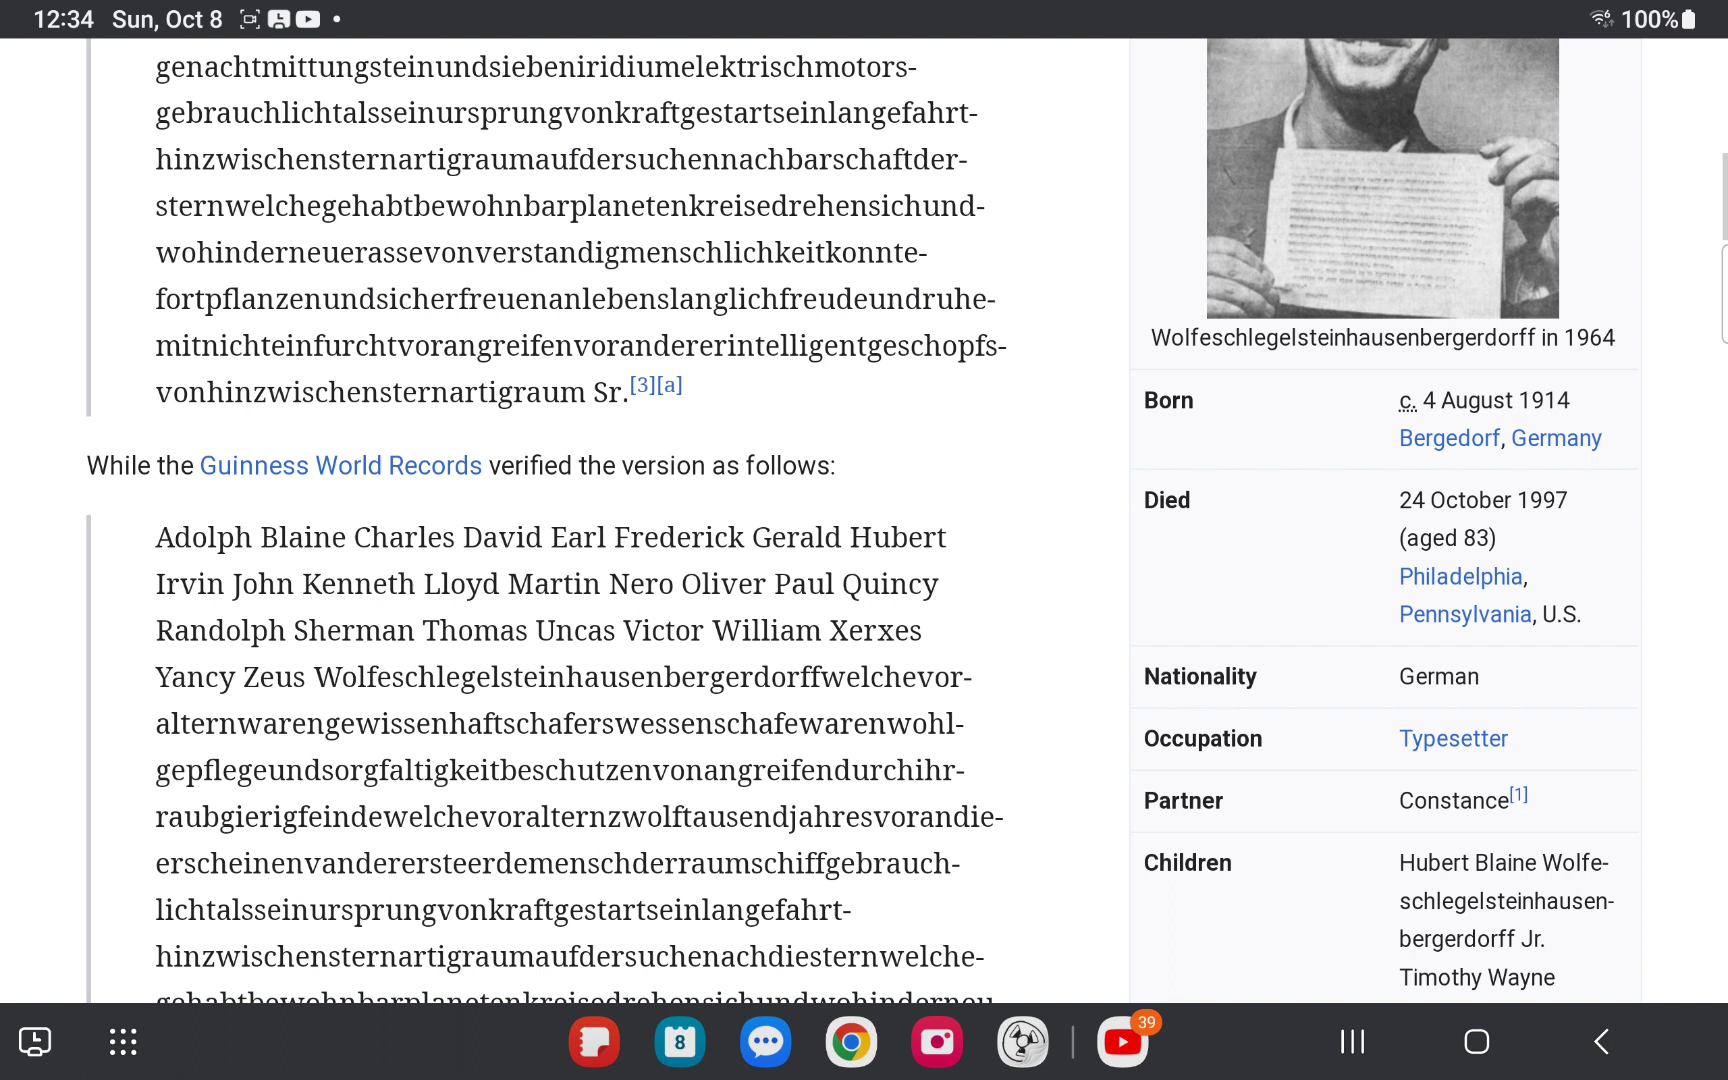 12:34 Sun, Oct 8
100%
genachtmittungsteinundsiebeniridiumelektrischmotors-
gebrauchlichtalsseinursprungvonkraftgestartseinlangefahrt-
hinzwischensternartigraumaufdersuchennachbarschaftder-
sternwelchegehabtbewohnbarplanetenkreisedrehensichund-
wohinderneuerassevonverstandigmenschlichkeitkonnte-
fortpflanzenundsicherfreuenanlebenslanglichfreudeundruhe-
mitnichteinfurchtvorangreifenvorandererintelligentgeschopfs-
vonhinzwischensternartigraum Sr.[3][a]
While the Guinness World Records verified the version as follows:
Adolph Blaine Charles David Earl Frederick Gerald Hubert
Irvin John Kenneth Lloyd Martin Nero Oliver Paul Quincy
Randolph Sherman Thomas Uncas Victor William Xerxes
Yancy Zeus Wolfeschlegelsteinhausenbergerdorffwelchevor-
alternwarengewissenhaftschaferswessenschafewarenwohl-
gepflegeundsorgfaltigkeitbeschutzenvonangreifendurchihr-
raubgierigfeindewelchevoralternzwolftausendjahresvorandie-
erscheinenvanderersteerdemenschderraumschiffgebrauch-
lichtalsseinursprungvonkraftgestartseinlangefahrt-
hinzwischensternartigraumaufdersuchenachdiesternwelche-
gehabtbewohnbarplanetenkreisedrehensichundwohinderneu
Wolfeschlegelsteinhausenbergerdorff in 1964
Born
c. 4 August 1914
Bergedorf, Germany
Died
24 October 1997
(aged 83)
Philadelphia,
Pennsylvania, U.S.
Nationality
German
Occupation
Typesetter
Partner
Constance[1]
Children
Hubert Blaine Wolfe-
schlegelsteinhausen-
bergerdorff Jr.
Timothy Wayne
8
39